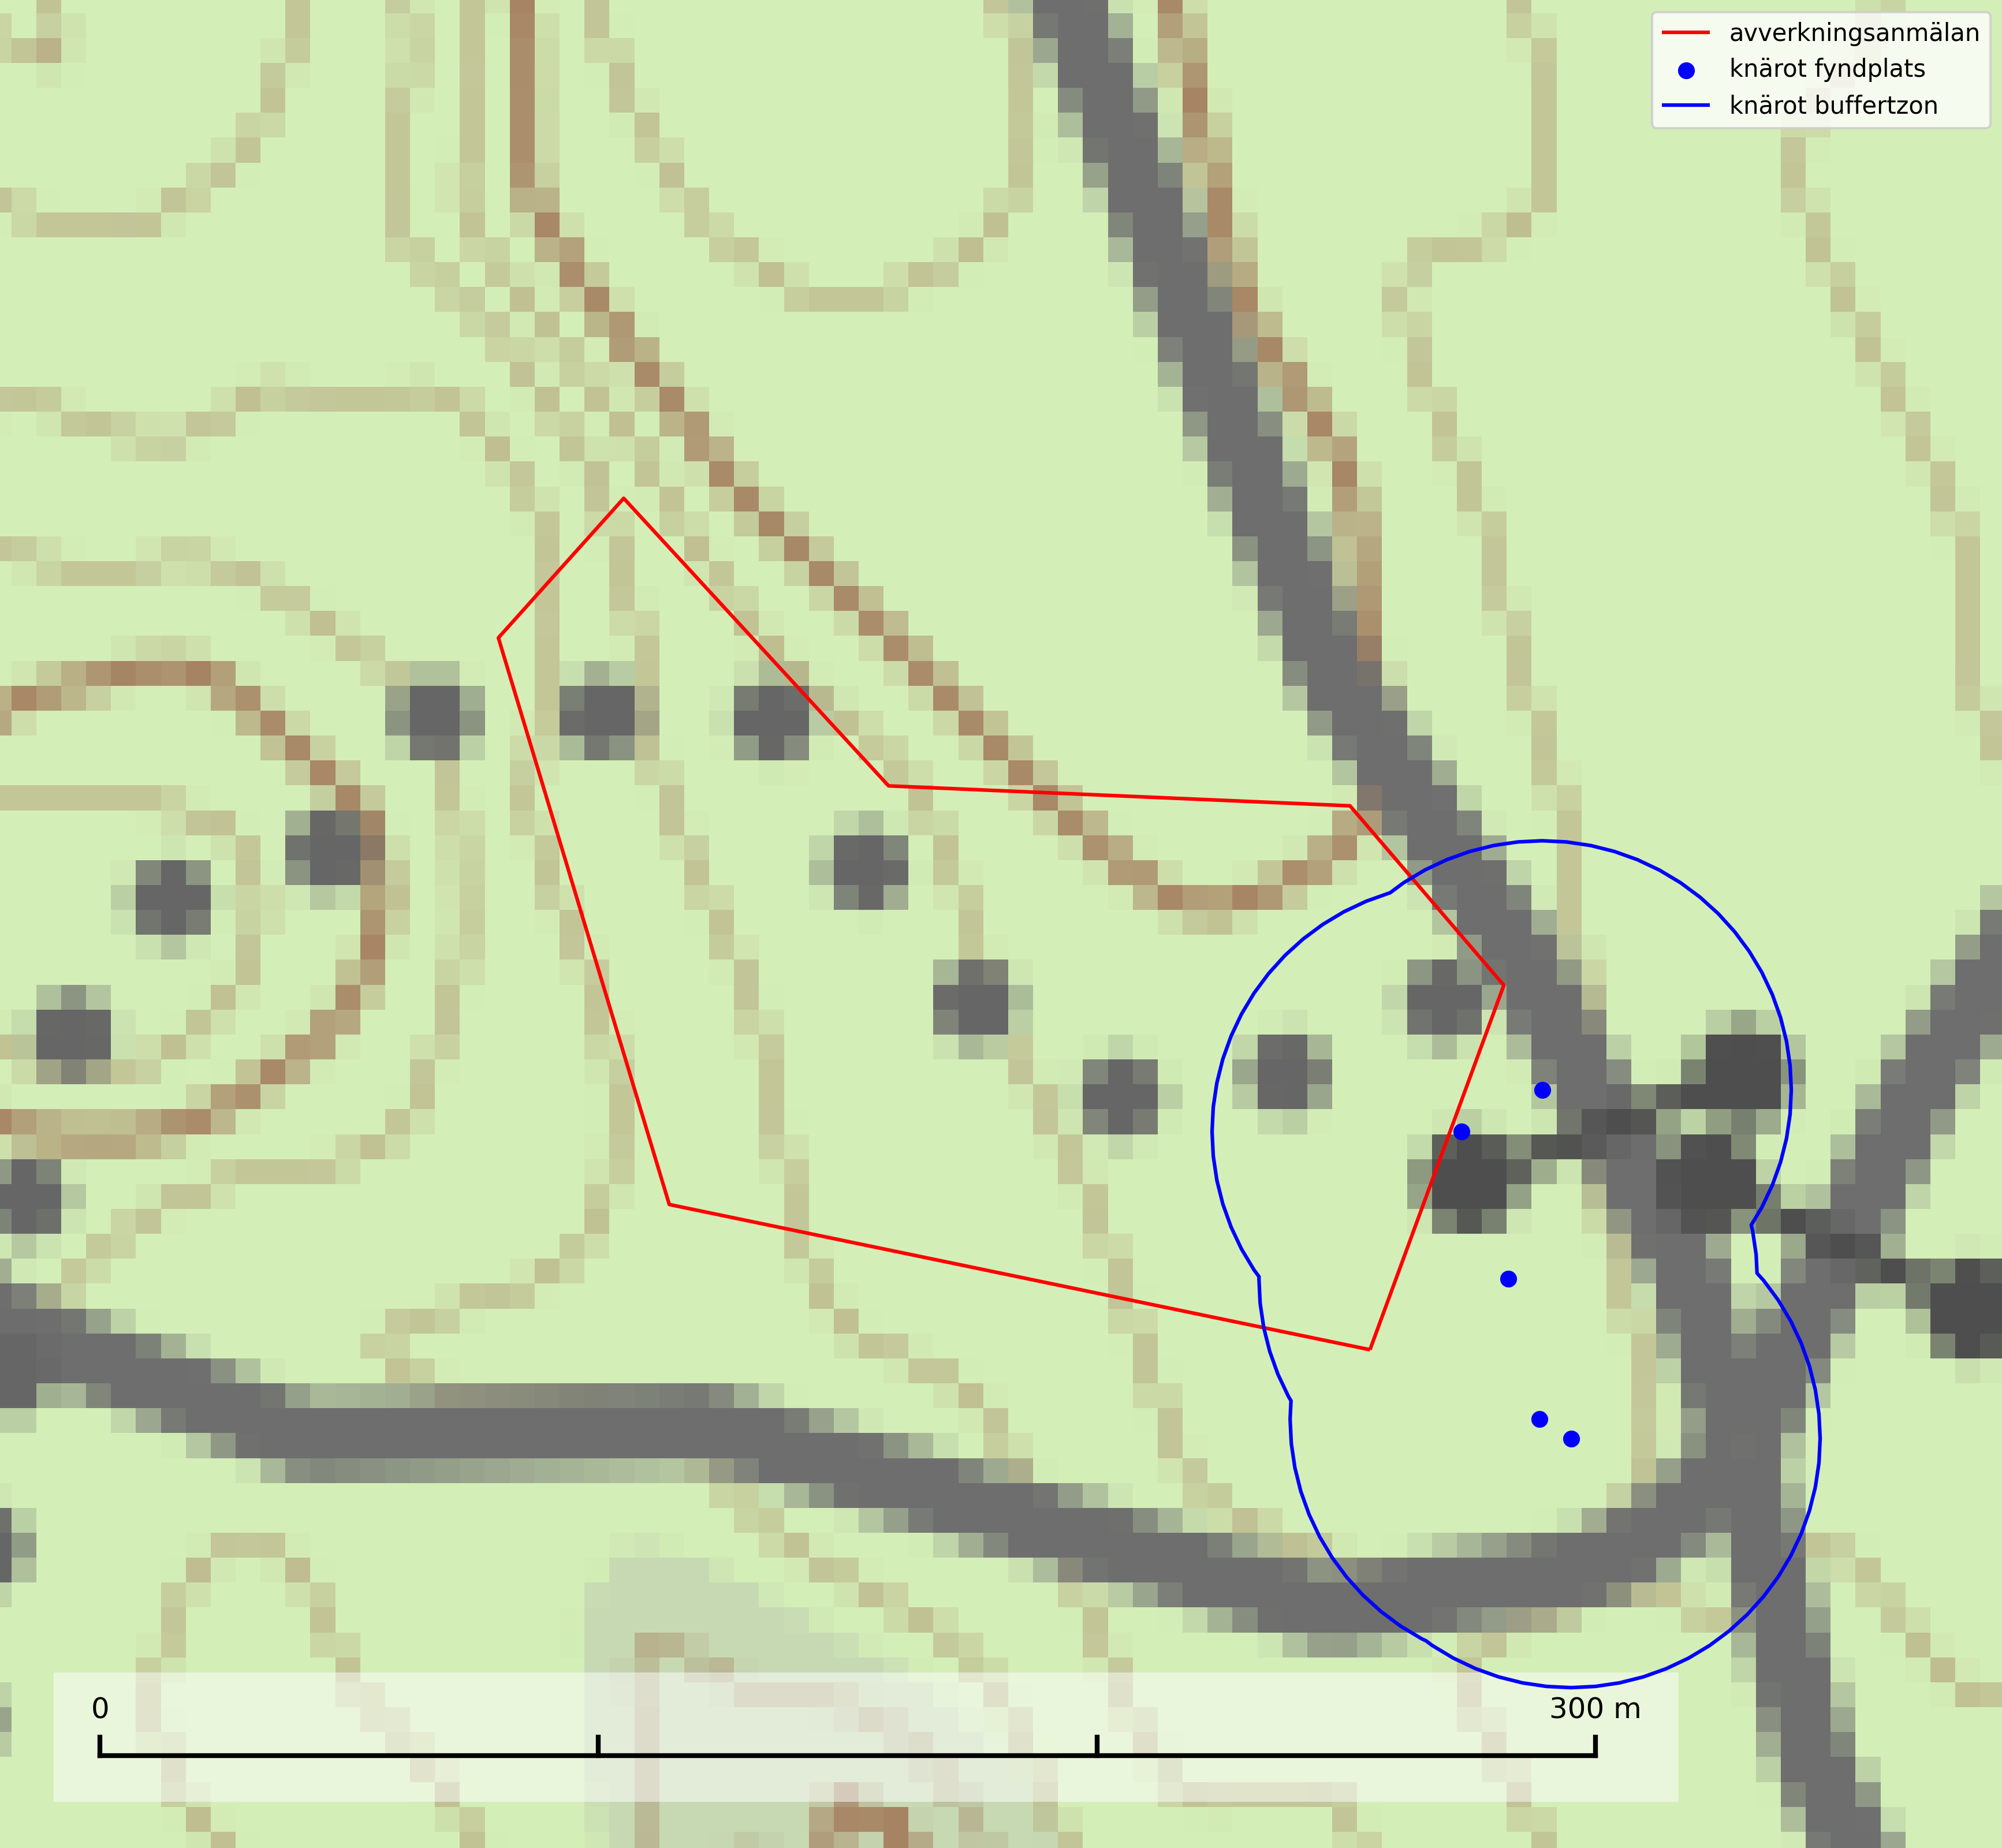 avverkningsanmälan
knärot fyndplats
knärot buffertzon
0 300 m